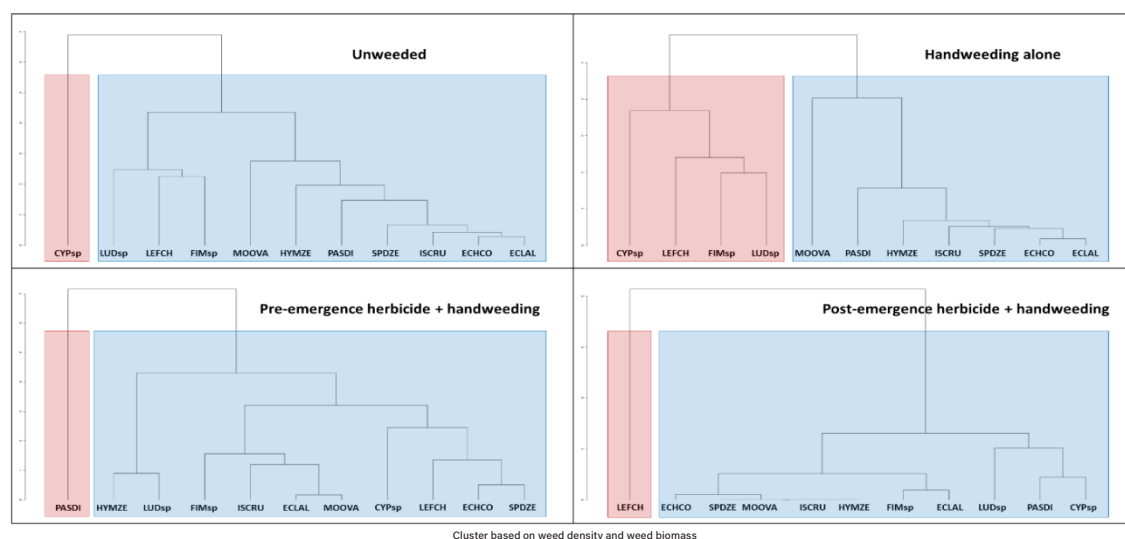 Unweeded
CYPsp LUDsp LEFCH FIMsp MOOVA HYMZE PASDI SPDZE ISCRU ECHCO ECLAL
Handweeding alone
CYPsp LEFCH FIMsp LUDsp MOOVA PASDI HYMZE ISCRU SPDZE ECHCO ECLAL
Pre-emergence herbicide + handweeding
PASDI HYMZE LUDsp FIMsp ISCRU ECLAL MOOVA CYPsp LEFCH ECHCO SPDZE
Post-emergence herbicide + handweeding
LEFCH ECHCO SPDZE MOOVA ISCRU HYMZE FIMsp ECLAL LUDsp PASDI CYPsp
Cluster based on weed density and weed biomass